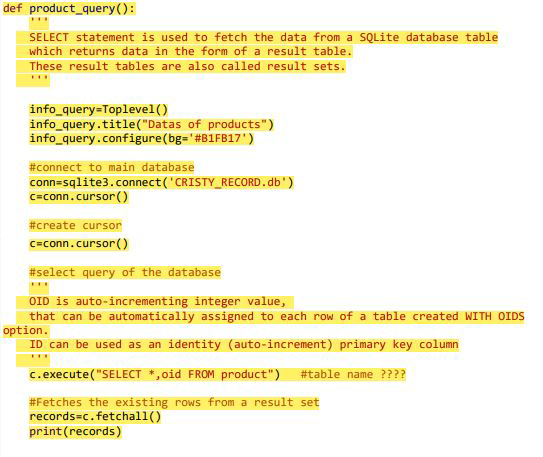 def product_query():
'''
SELECT statement is used to fetch the data from a SQLite database table
which returns data in the form of a result table.
These result tables are also called result sets.
'''
info_query=Toplevel()
info_query.title("Datas of products")
info_query.configure(bg='#B1FB17')
#connect to main database
conn=sqlite3.connect('CRISTY_RECORD.db')
c=conn.cursor()
#create cursor
c=conn.cursor()
#select query of the database
'''
OID is auto-incrementing integer value,
that can be automatically assigned to each row of a table created WITH OIDS
option.
ID can be used as an identity (auto-increment) primary key column
'''
c.execute("SELECT *,oid FROM product")   #table name ????
#Fetches the existing rows from a result set
records=c.fetchall()
print(records)